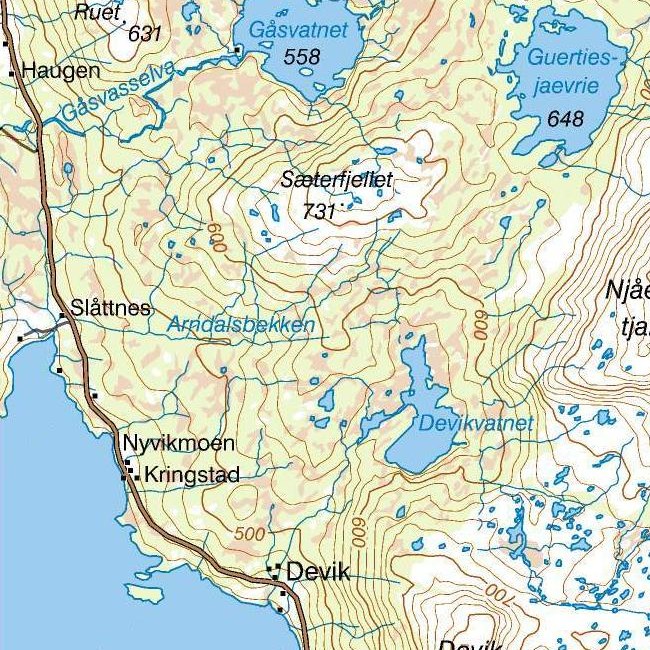 Ruet
631
Gåsvatnet
558
Guerties-
jaevrie
648
Haugen
Gåsvasselva
Sæterfjellet
731
600
Slåttnes
Arndalsbekken
600
Devikvatnet
Nyvikmoen
Kringstad
500
600
Devik
700